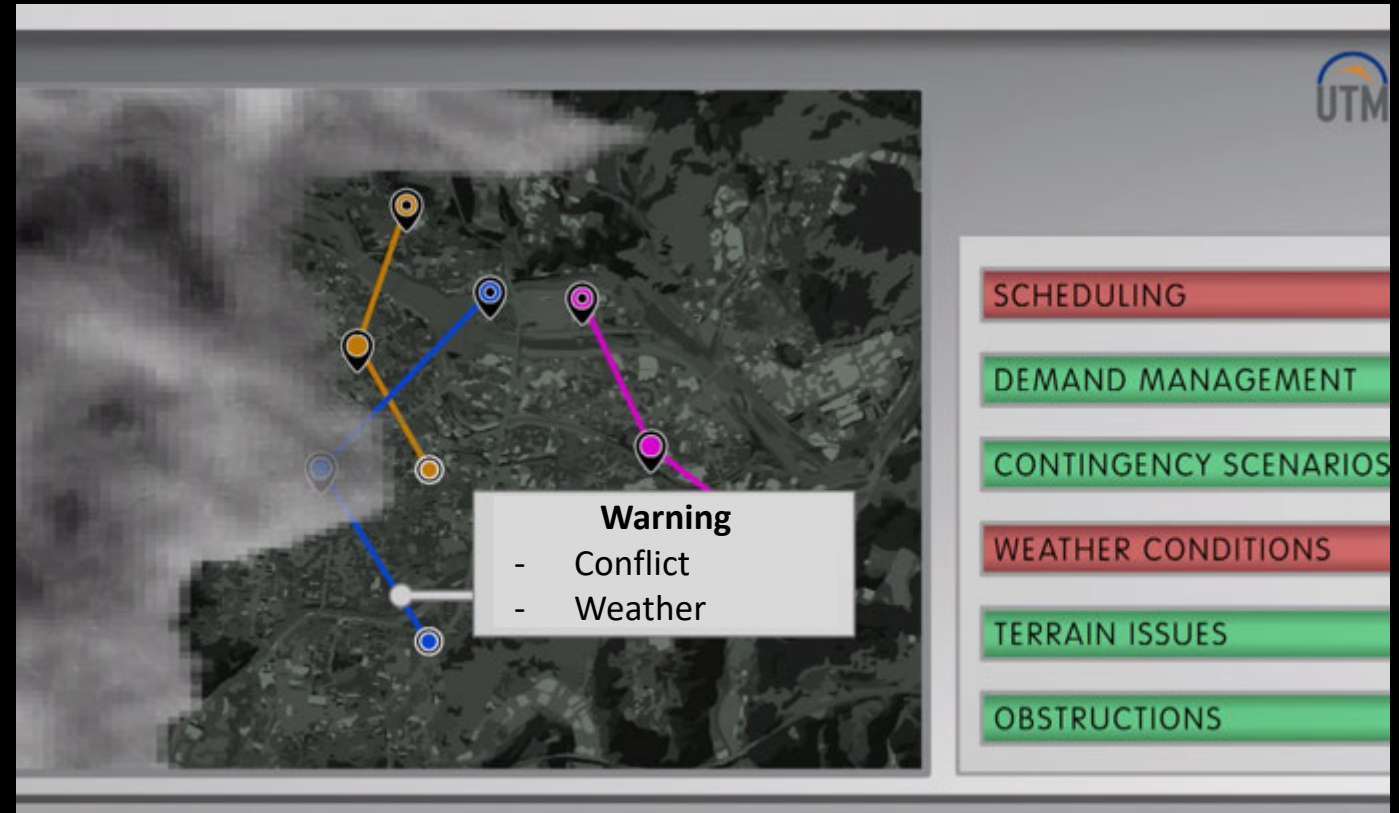 UTM
SCHEDULING
DEMAND MANAGEMENT
CONTINGENCY SCENARIOS
WEATHER CONDITIONS
TERRAIN ISSUES
OBSTRUCTIONS
Warning
- Conflict
- Weather